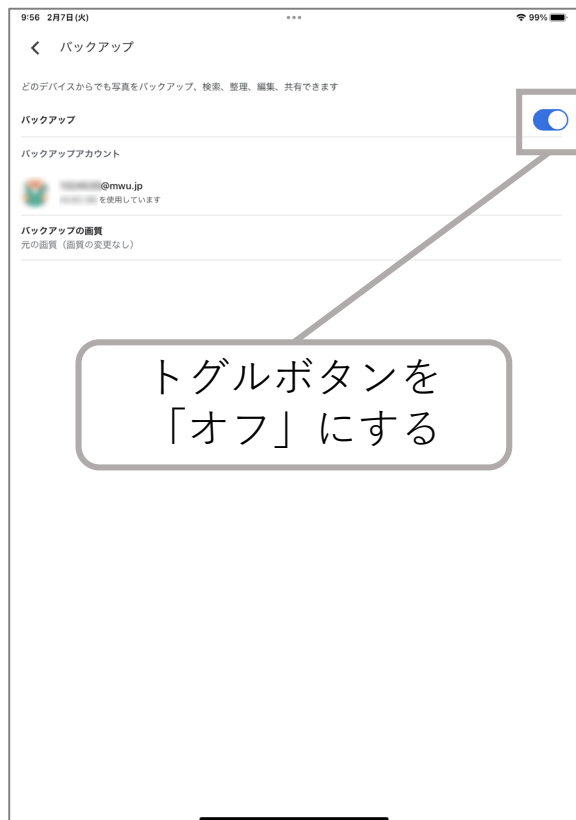 9:56 2月7日(火)
99%
バックアップ
どのデバイスからでも写真をバックアップ、検索、整理、編集、共有できます
バックアップ
バックアップアカウント
@mwu.jp
を使用しています
バックアップの画質
元の画質（画質の変更なし）
トグルボタンを
「オフ」にする